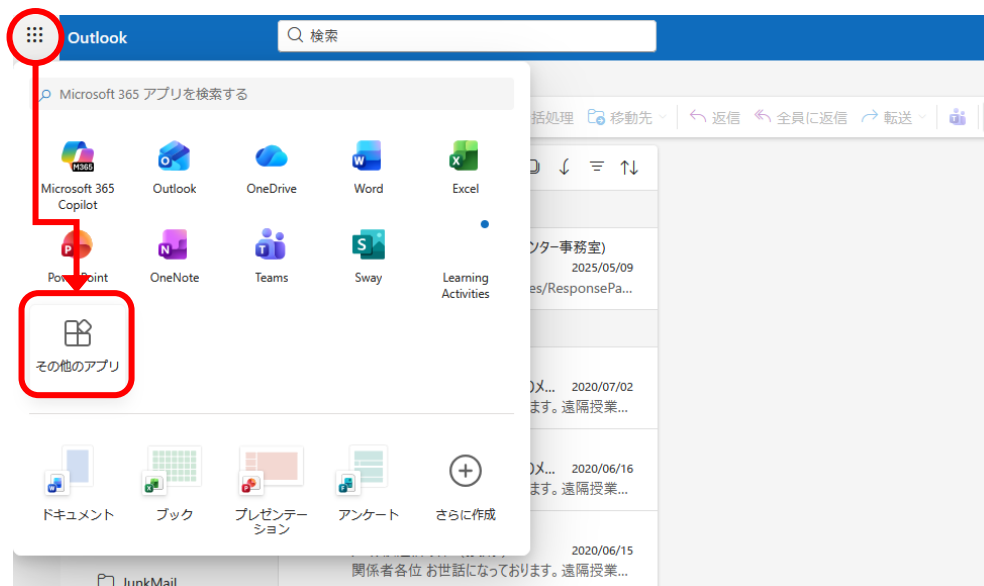 Outlook
検索
Microsoft 365 アプリを検索する
括処理 移動先 返信 全員に返信 転送
M365
Microsoft 365
Copilot
Outlook
OneDrive
Word
Excel
PowerPoint
OneNote
Teams
Sway
Learning
Activities
その他のアプリ
ンター事務室)
2025/05/09
es/ResponsePa...
メ... 2020/07/02
ます。遠隔授業...
メ... 2020/06/16
ます。遠隔授業...
ドキュメント
ブック
プレゼンテー
ション
アンケート
さらに作成
2020/06/15
関係者各位 お世話になっております。遠隔授業...
JunkMail